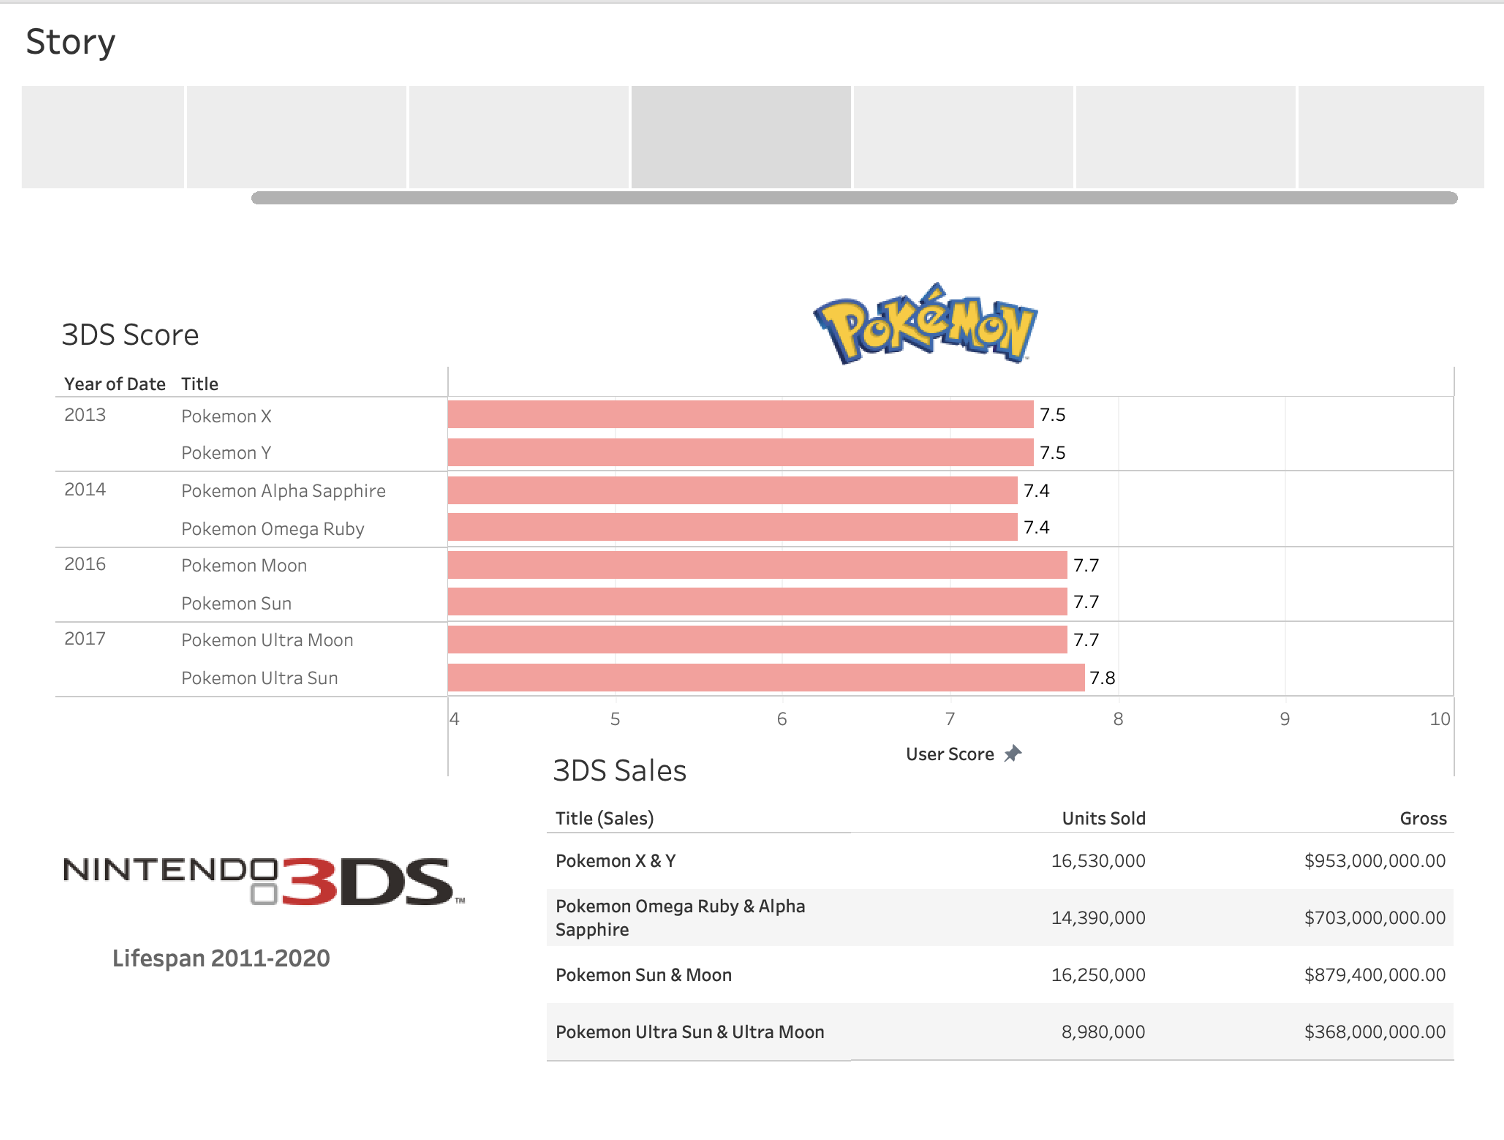 Story
POKéMON
3DS Score
Year of Date Title
2013 Pokemon X 7.5
Pokemon Y 7.5
2014 Pokemon Alpha Sapphire 7.4
Pokemon Omega Ruby 7.4
2016 Pokemon Moon 7.7
Pokemon Sun 7.7
2017 Pokemon Ultra Moon 7.7
Pokemon Ultra Sun 7.8
4 5 6 7 8 9 10
User Score
3DS Sales
Title (Sales) Units Sold Gross
Pokemon X & Y 16,530,000 $953,000,000.00
Pokemon Omega Ruby & Alpha
Sapphire 14,390,000 $703,000,000.00
Pokemon Sun & Moon 16,250,000 $879,400,000.00
Pokemon Ultra Sun & Ultra Moon 8,980,000 $368,000,000.00
NINTENDO 3DS™
Lifespan 2011-2020